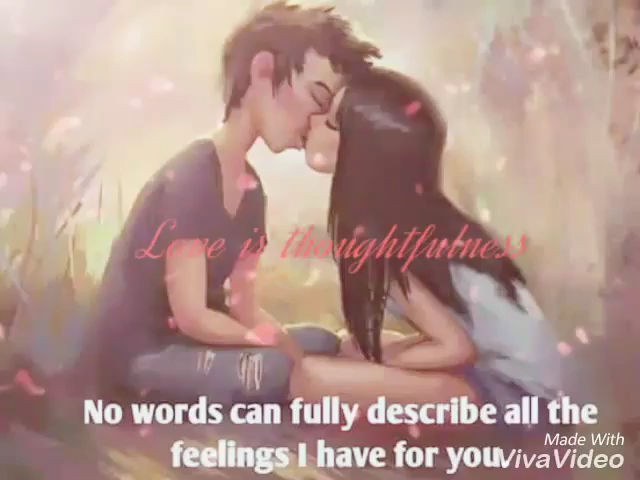 Love is thoughtfulness
No words can fully describe all the
feelings I have for you
Made With
VivaVideo